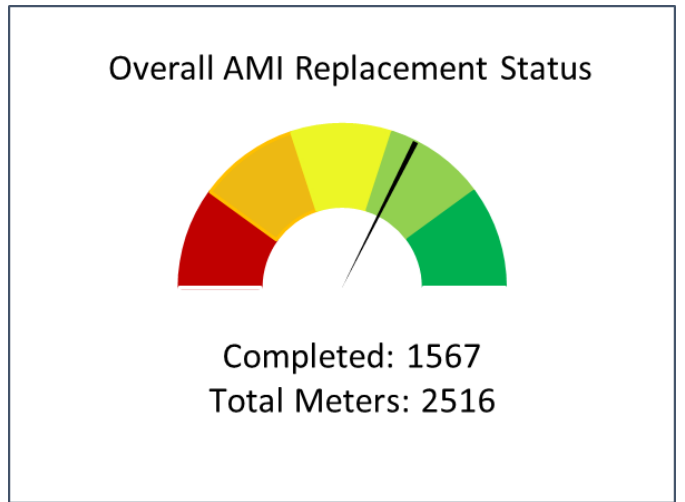 Overall AMI Replacement Status
Completed: 1567
Total Meters: 2516